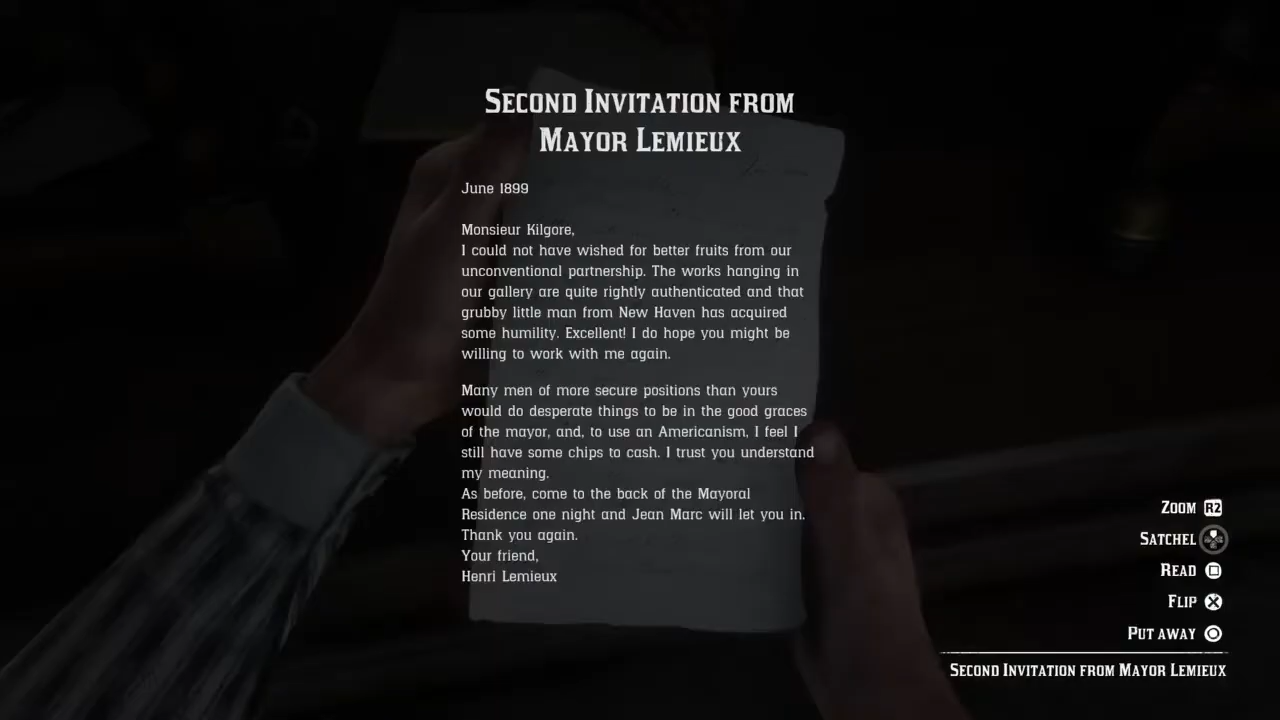 Second Invitation from
Mayor Lemieux
June 1899
Monsieur Kilgore,
I could not have wished for better fruits from our
unconventional partnership. The works hanging in
our gallery are quite rightly authenticated and that
grubby little man from New Haven has acquired
some humility. Excellent! I do hope you might be
willing to work with me again.
Many men of more secure positions than yours
would do desperate things to be in the good graces
of the mayor, and, to use an Americanism, I feel I
still have some chips to cash. I trust you understand
my meaning.
As before, come to the back of the Mayoral
Residence one night and Jean Marc will let you in.
Thank you again.
Your friend,
Henri Lemieux
Zoom R2
Satchel
Read
Flip
Put away
Second Invitation from Mayor Lemieux